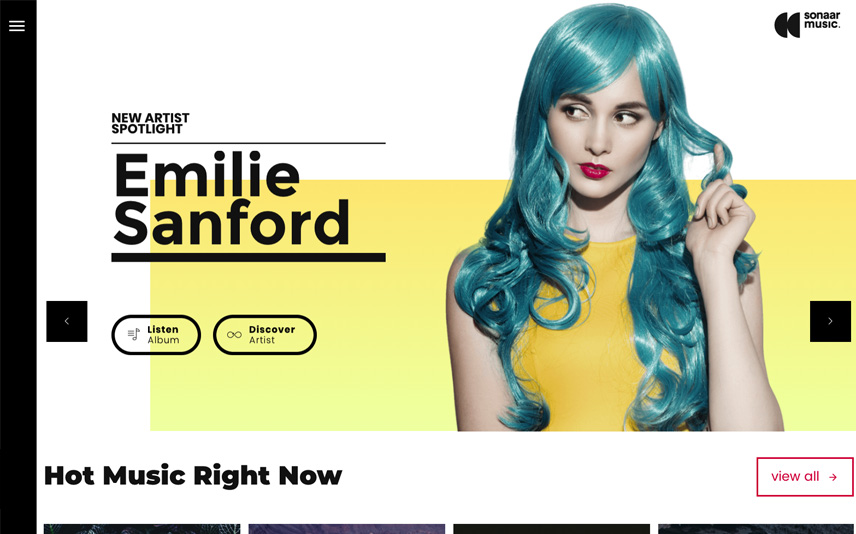 sonaar
music.
NEW ARTIST
SPOTLIGHT
Emilie
Sanford
Listen
Album
Discover
Artist
Hot Music Right Now
view all